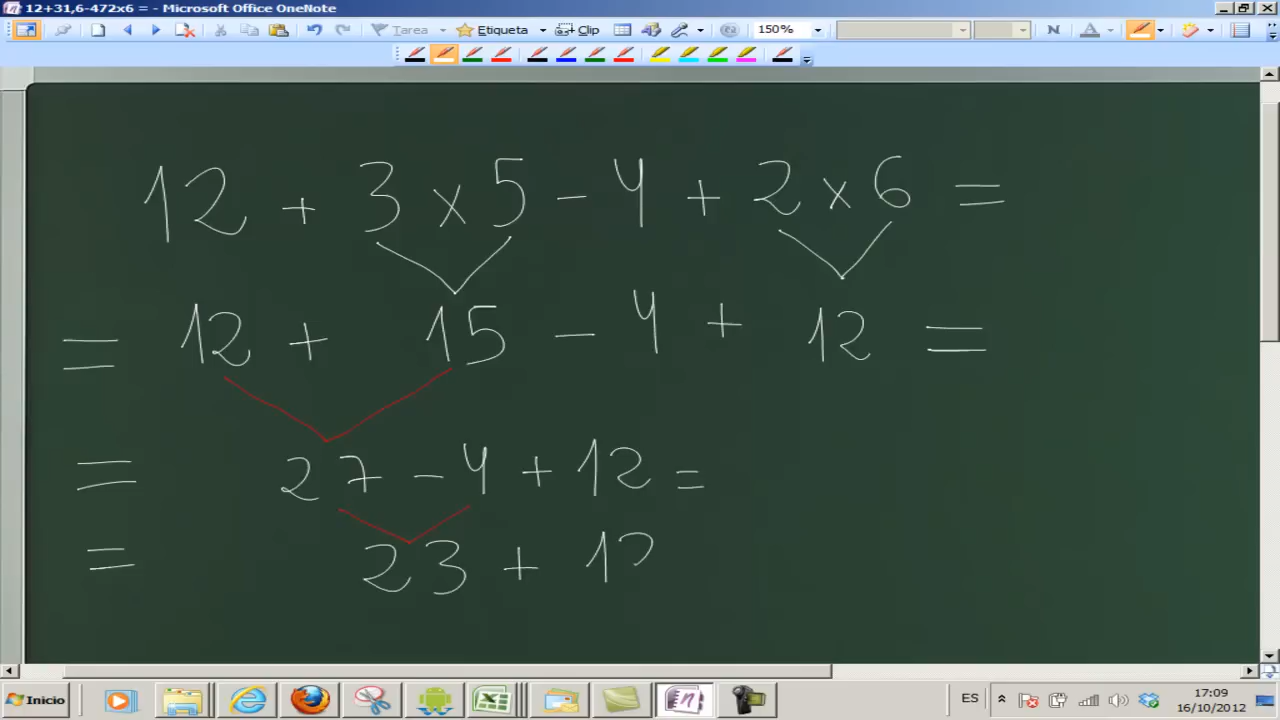 12+31,6-472x6 = - Microsoft Office OneNote
Tarea Etiqueta Clip 150% N A
12 + 3 x 5 - 4 + 2 x 6 =
= 12 + 15 - 4 + 12 =
= 27 - 4 + 12 =
= 23 + 12
Inicio ES 17:09
16/10/2012